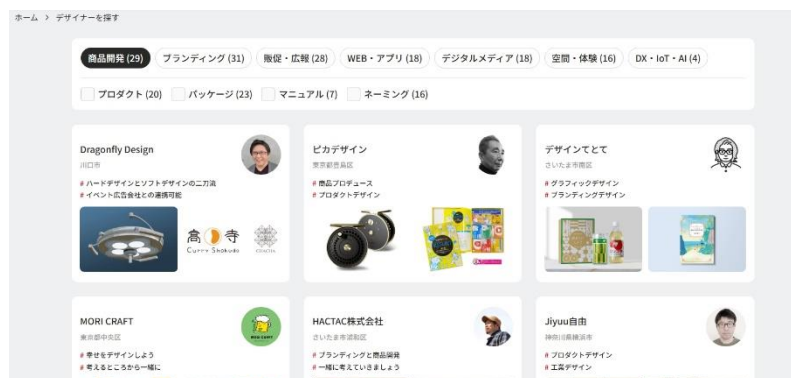 ホーム > デザイナーを探す
商品開発 (29) ブランディング (31) 販促・広報 (28) WEB・アプリ (18) デジタルメディア (18) 空間・体験 (16) DX・IoT・AI (4)
プロダクト (20) パッケージ (23) マニュアル (7) ネーミング (16)
Dragonfly Design
川口市
# ハードデザインとソフトデザインの二刀流
# イベント広告会社との連携可能
高 寺
Curry Shokudo
ピカデザイン
東京都豊島区
# 商品プロデュース
# プロダクトデザイン
デザインてとて
さいたま市南区
# グラフィックデザイン
# ブランディングデザイン
MORI CRAFT
東京都中央区
# 幸せをデザインしよう
# 考えるところから一緒に
MORI CRAFT
HACTAC株式会社
さいたま市浦和区
# ブランディングと商品開発
# 一緒に考えていきましょう
Jiyuu自由
神奈川県横浜市
# プロダクトデザイン
# 工業デザイン